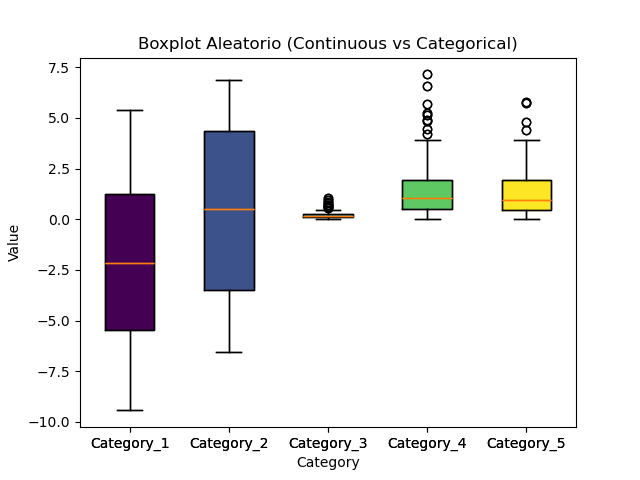 Boxplot Aleatorio (Continuous vs Categorical)
7.5
5.0
2.5
0.0
−2.5
−5.0
−7.5
−10.0
Value
Category_1 Category_2 Category_3 Category_4 Category_5
Category